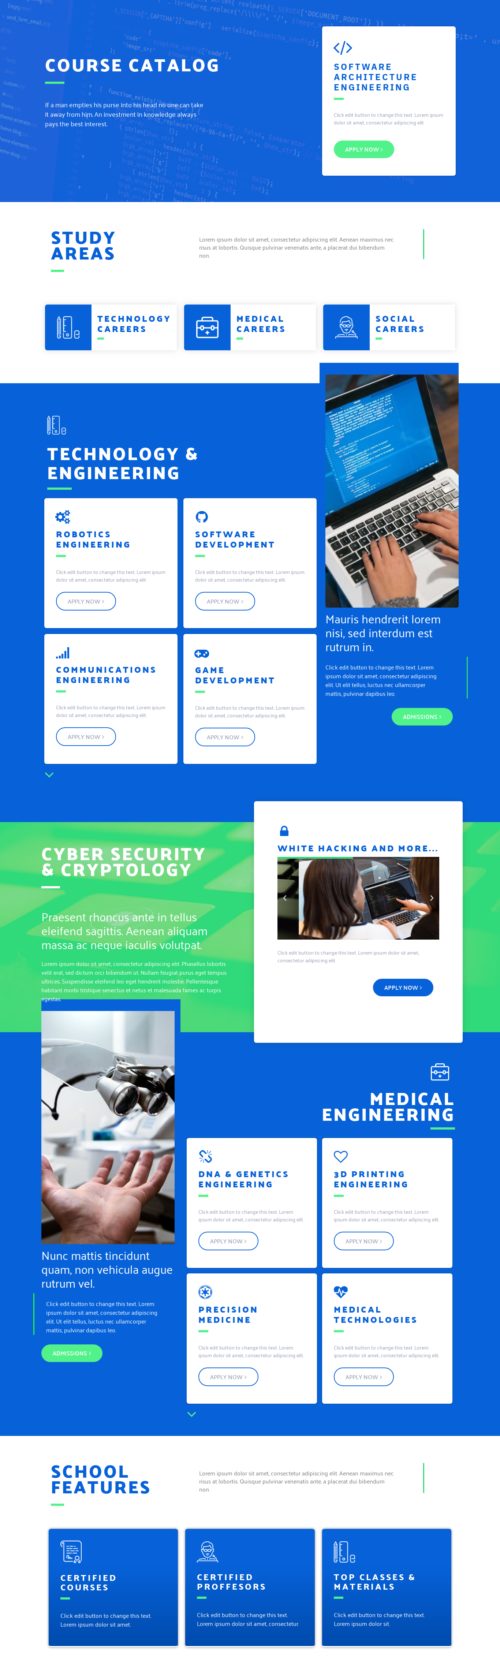 COURSE CATALOG
If a man empties his purse into his head no one can take
it away from him. An investment in knowledge always
pays the best interest.
SOFTWARE
ARCHITECTURE
ENGINEERING
Click edit button to change this text. Lorem ipsum
dolor sit amet, consectetur adipiscing elit
APPLY NOW >
STUDY
AREAS
Lorem ipsum dolor sit amet, consectetur adipiscing elit. Aenean maximus nec
risus at lobortis. Quisque pulvinar venenatis ante, a placerat dui bibendum
non.
TECHNOLOGY
CAREERS
MEDICAL
CAREERS
SOCIAL
CAREERS
TECHNOLOGY &
ENGINEERING
ROBOTICS
ENGINEERING
Click edit button to change this text. Lorem ipsum
dolor sit amet, consectetur adipiscing elit
APPLY NOW >
SOFTWARE
DEVELOPMENT
Click edit button to change this text. Lorem ipsum
dolor sit amet, consectetur adipiscing elit
APPLY NOW >
COMMUNICATIONS
ENGINEERING
Click edit button to change this text. Lorem ipsum
dolor sit amet, consectetur adipiscing elit
APPLY NOW >
GAME
DEVELOPMENT
Click edit button to change this text. Lorem ipsum
dolor sit amet, consectetur adipiscing elit
APPLY NOW >
Mauris hendrerit lorem
nisi, sed interdum est
rutrum in.
Click edit button to change this text. Lorem
ipsum dolor sit amet, consectetur adipiscing
elit. Ut elit tellus, luctus nec ullamcorper
mattis, pulvinar dapibus leo.
ADMISSIONS >
CYBER SECURITY
& CRYPTOLOGY
Praesent rhoncus ante in tellus
eleifend sagittis. Aenean aliquam
massa ac neque iaculis volutpat.
Lorem ipsum dolor sit amet, consectetur adipiscing elit. Phasellus lobortis
velit erat, sed dictum orci bibendum ut. Nullam feugiat purus eget tempus
ultrices. Suspendisse eleifend leo eget hendrerit molestie. Pellentesque
habitant morbi tristique senectus et netus et malesuada fames ac turpis
egestas.
WHITE HACKING AND MORE...
Click edit button to change this text. Lorem ipsum dolor sit amet,
consectetur adipiscing elit
APPLY NOW >
MEDICAL
ENGINEERING
DNA & GENETICS
ENGINEERING
Click edit button to change this text. Lorem
ipsum dolor sit amet, consectetur adipiscing elit
APPLY NOW >
3D PRINTING
ENGINEERING
Click edit button to change this text. Lorem
ipsum dolor sit amet, consectetur adipiscing elit
APPLY NOW >
PRECISION
MEDICINE
Click edit button to change this text. Lorem
ipsum dolor sit amet, consectetur adipiscing elit
APPLY NOW >
MEDICAL
TECHNOLOGIES
Click edit button to change this text. Lorem
ipsum dolor sit amet, consectetur adipiscing elit
APPLY NOW >
Nunc mattis tincidunt
quam, non vehicula augue
rutrum vel.
Click edit button to change this text. Lorem
ipsum dolor sit amet, consectetur adipiscing
elit. Ut elit tellus, luctus nec ullamcorper
mattis, pulvinar dapibus leo.
ADMISSIONS >
SCHOOL
FEATURES
Lorem ipsum dolor sit amet, consectetur adipiscing elit. Aenean maximus nec
risus at lobortis. Quisque pulvinar venenatis ante, a placerat dui bibendum
non.
CERTIFIED
COURSES
Click edit button to change this text.
Lorem ipsum dolor sit amet.
CERTIFIED
PROFFESORS
Click edit button to change this text.
Lorem ipsum dolor sit amet, consectetur
TOP CLASSES &
MATERIALS
Click edit button to change this text.
Lorem ipsum dolor sit.